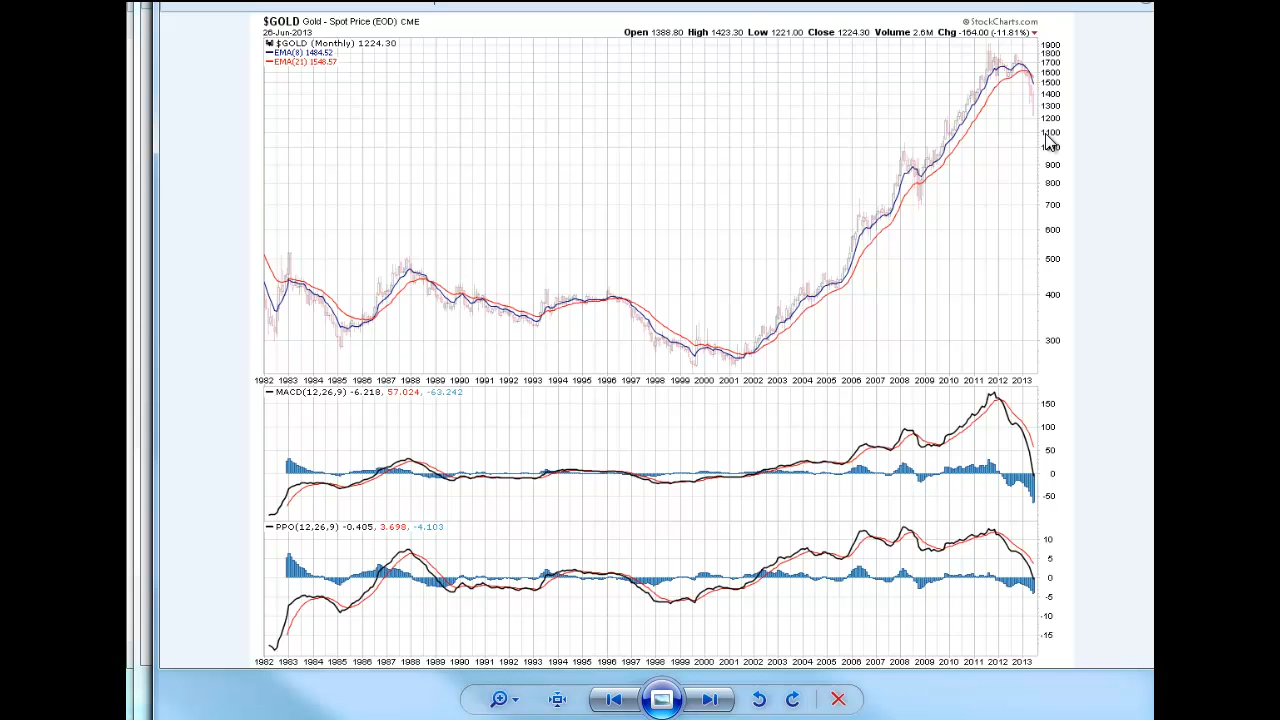 $GOLD Gold - Spot Price (EOD) CME
© StockCharts.com
26-Jun-2013
Open 1388.80 High 1423.30 Low 1221.00 Close 1224.30 Volume 2.6M Chg -164.00 (-11.81%)
$GOLD (Monthly) 1224.30
EMA(8) 1484.52
EMA(21) 1548.57
1900
1800
1700
1600
1500
1400
1300
1200
1100
900
800
700
600
500
400
300
1982 1983 1984 1985 1986 1987 1988 1989 1990 1991 1992 1993 1994 1995 1996 1997 1998 1999 2000 2001 2002 2003 2004 2005 2006 2007 2008 2009 2010 2011 2012 2013
MACD(12,26,9) -6.218, 57.024, -63.242
150
100
50
0
-50
PPO(12,26,9) -0.405, 3.698, -4.103
10
5
0
-5
-10
-15
1982 1983 1984 1985 1986 1987 1988 1989 1990 1991 1992 1993 1994 1995 1996 1997 1998 1999 2000 2001 2002 2003 2004 2005 2006 2007 2008 2009 2010 2011 2012 2013